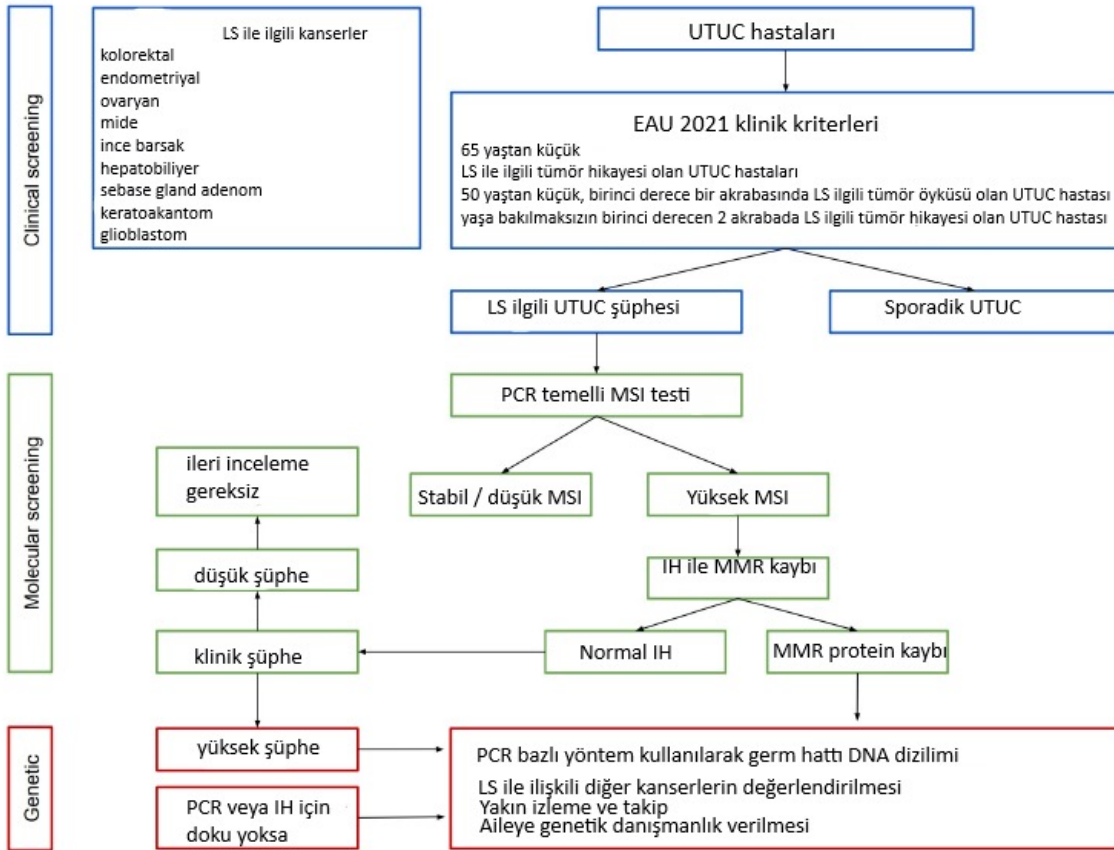 Clinical screening
LS ile ilgili kanserler
kolorektal
endometriyal
ovaryan
mide
ince barsak
hepatobiliyer
sebase gland adenom
keratoakantom
glioblastom
UTUC hastaları
EAU 2021 klinik kriterleri
65 yaştan küçük
LS ile ilgili tümör hikayesi olan UTUC hastaları
50 yaştan küçük, birinci derece bir akrabasında LS ilgili tümör öyküsü olan UTUC hastası
yaşa bakılmaksızın birinci derecen 2 akrabada LS ilgili tümör hikayesi olan UTUC hastası
LS ilgili UTUC şüphesi
Sporadik UTUC
Molecular screening
PCR temelli MSI testi
ileri inceleme
gereksiz
Stabil / düşük MSI
Yüksek MSI
düşük şüphe
IH ile MMR kaybı
klinik şüphe
Normal IH
MMR protein kaybı
Genetic
yüksek şüphe
PCR veya IH için
doku yoksa
PCR bazlı yöntem kullanılarak germ hattı DNA dizilimi
LS ile ilişkili diğer kanserlerin değerlendirilmesi
Yakın izleme ve takip
Aileye genetik danışmanlık verilmesi